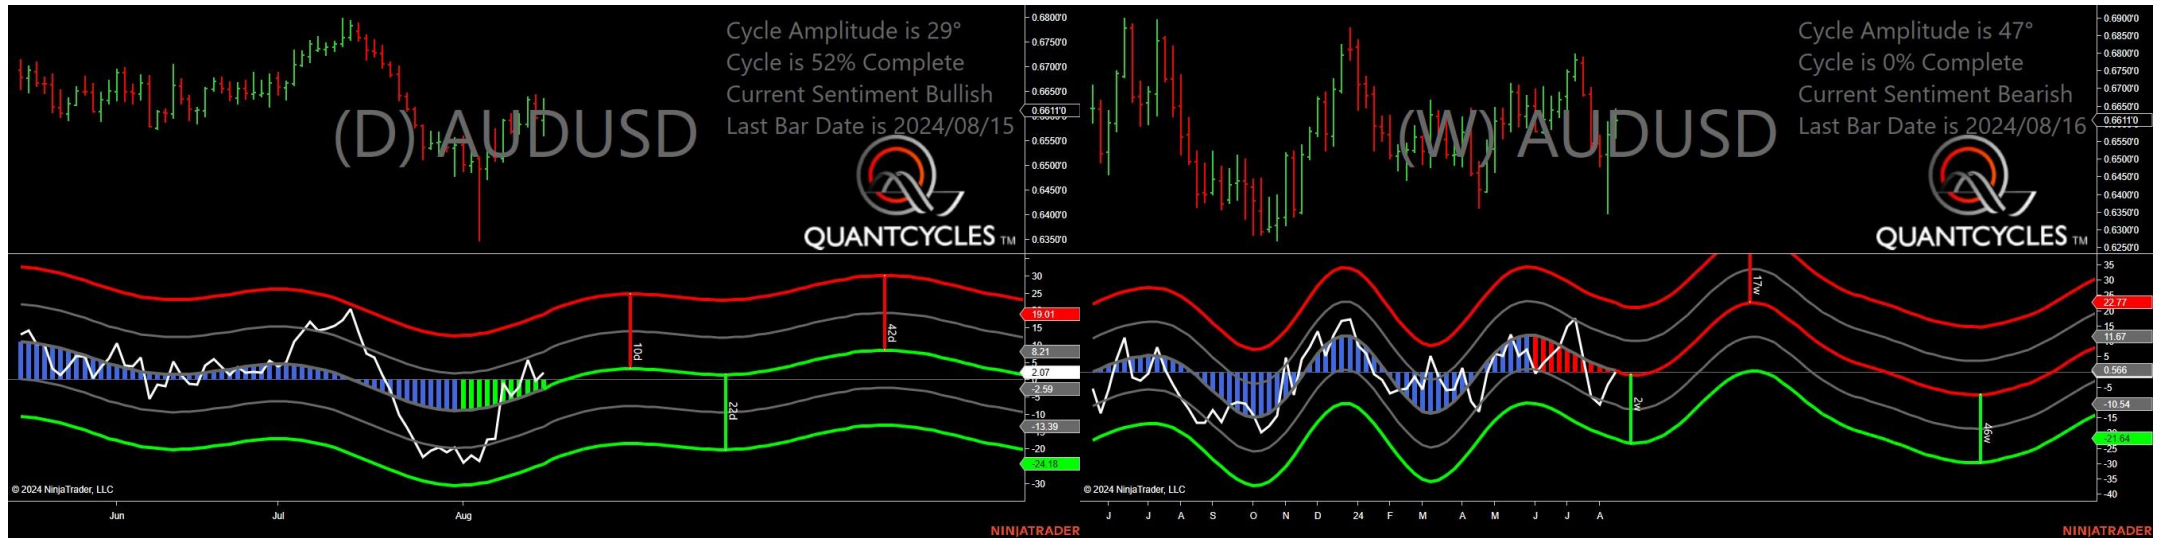 Cycle Amplitude is 29°
Cycle is 52% Complete
Current Sentiment Bullish
Last Bar Date is 2024/08/15
(D) AUDUSD
QUANTCYCLES TM
0.6800'0
0.6750'0
0.6700'0
0.6650'0
0.6611'0
0.6550'0
0.6500'0
0.6450'0
0.6400'0
0.6350'0
30
25
19.01
15
8.21
5
2.07
-2.59
-5
-10
-13.39
-20
-24.18
-30
10d
22d
42d
© 2024 NinjaTrader, LLC
Jun
Jul
Aug
NINJATRADER
Cycle Amplitude is 47°
Cycle is 0% Complete
Current Sentiment Bearish
Last Bar Date is 2024/08/16
(W) AUDUSD
QUANTCYCLES TM
0.6900'0
0.6850'0
0.6800'0
0.6750'0
0.6700'0
0.6650'0
0.6611'0
0.6550'0
0.6500'0
0.6450'0
0.6400'0
0.6350'0
0.6300'0
0.6250'0
35
30
22.77
20
15
11.67
5
0.566
-5
-10.54
-15
-21.64
-25
-30
-35
-40
17w
2w
46w
© 2024 NinjaTrader, LLC
J
J
A
S
O
N
D
24
F
M
A
M
J
J
A
NINJATRADER